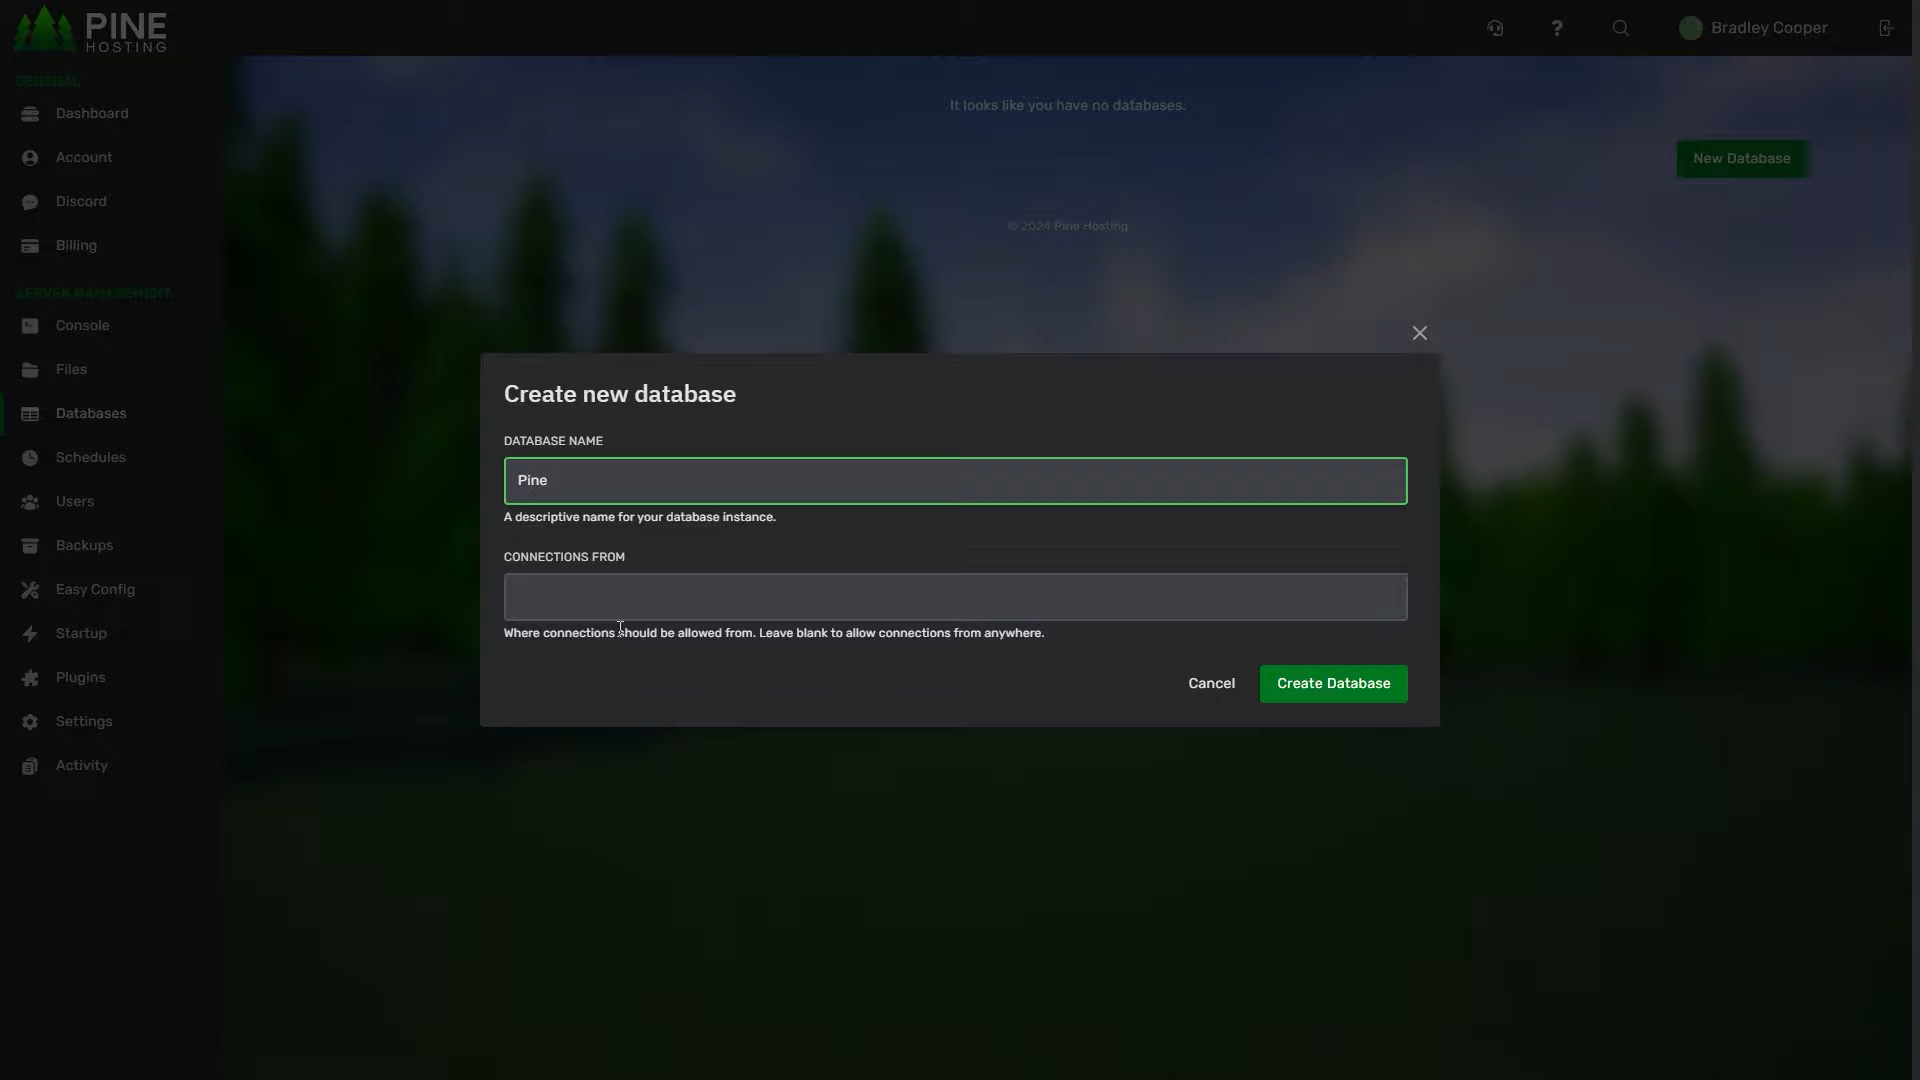 PINE
HOSTING
Bradley Cooper
GENERAL
Dashboard
Account
Discord
Billing
SERVER MANAGEMENT
Console
Files
Databases
Schedules
Users
Backups
Easy Config
Startup
Plugins
Settings
Activity
It looks like you have no databases.
New Database
© 2024 Pine Hosting
Create new database
DATABASE NAME
Pine
A descriptive name for your database instance.
CONNECTIONS FROM
Where connections should be allowed from. Leave blank to allow connections from anywhere.
Cancel
Create Database